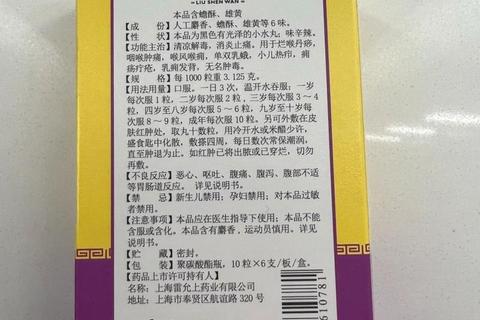 LIU SHEN WAN
本品含蟾酥、雄黄
【成 份】人工麝香、蟾酥、雄黄等6味。
【性 状】本品为黑色有光泽的小水丸；味辛辣。
【功能主治】清凉解毒，消炎止痛。用于烂喉丹痧，
咽喉肿痛，喉风喉痈，单双乳蛾，小儿热疖，痈
疡疔疮，乳痈发背，无名肿毒。
【规 格】每1000粒重3.125克。
【用法用量】口服。一日3次，温开水吞服；一岁
每次服1粒，二岁每次服2粒，三岁每次服3～4
粒，四岁至八岁每次服5～6粒，九岁至十岁每
次服8～9粒，成年每次服10粒。另可外敷在皮
肤红肿处，取丸十数粒，用冷开水或米醋少许，
盛食匙中化散，敷搽四周，每日数次常保潮润，
直至肿退为止。如红肿已将出脓或已穿烂，切勿
再敷。
【不良反应】恶心、呕吐、腹痛、腹泻、腹部不适
等胃肠道反应。 详见说明书。
【禁 忌】新生儿禁用；孕妇禁用；对本品过敏
者禁用。
【注意事项】本品应在医生指导下使用；本品不能
含服或含化。本品含有麝香，运动员慎用。详见
说明书。
【贮 藏】密封。
【包 装】聚碳酸酯瓶，10粒×6支/板/盒。
【药品上市许可持有人】
名称：上海雷允上药业有限公司
地址：上海市奉贤区航谊路320号
610781